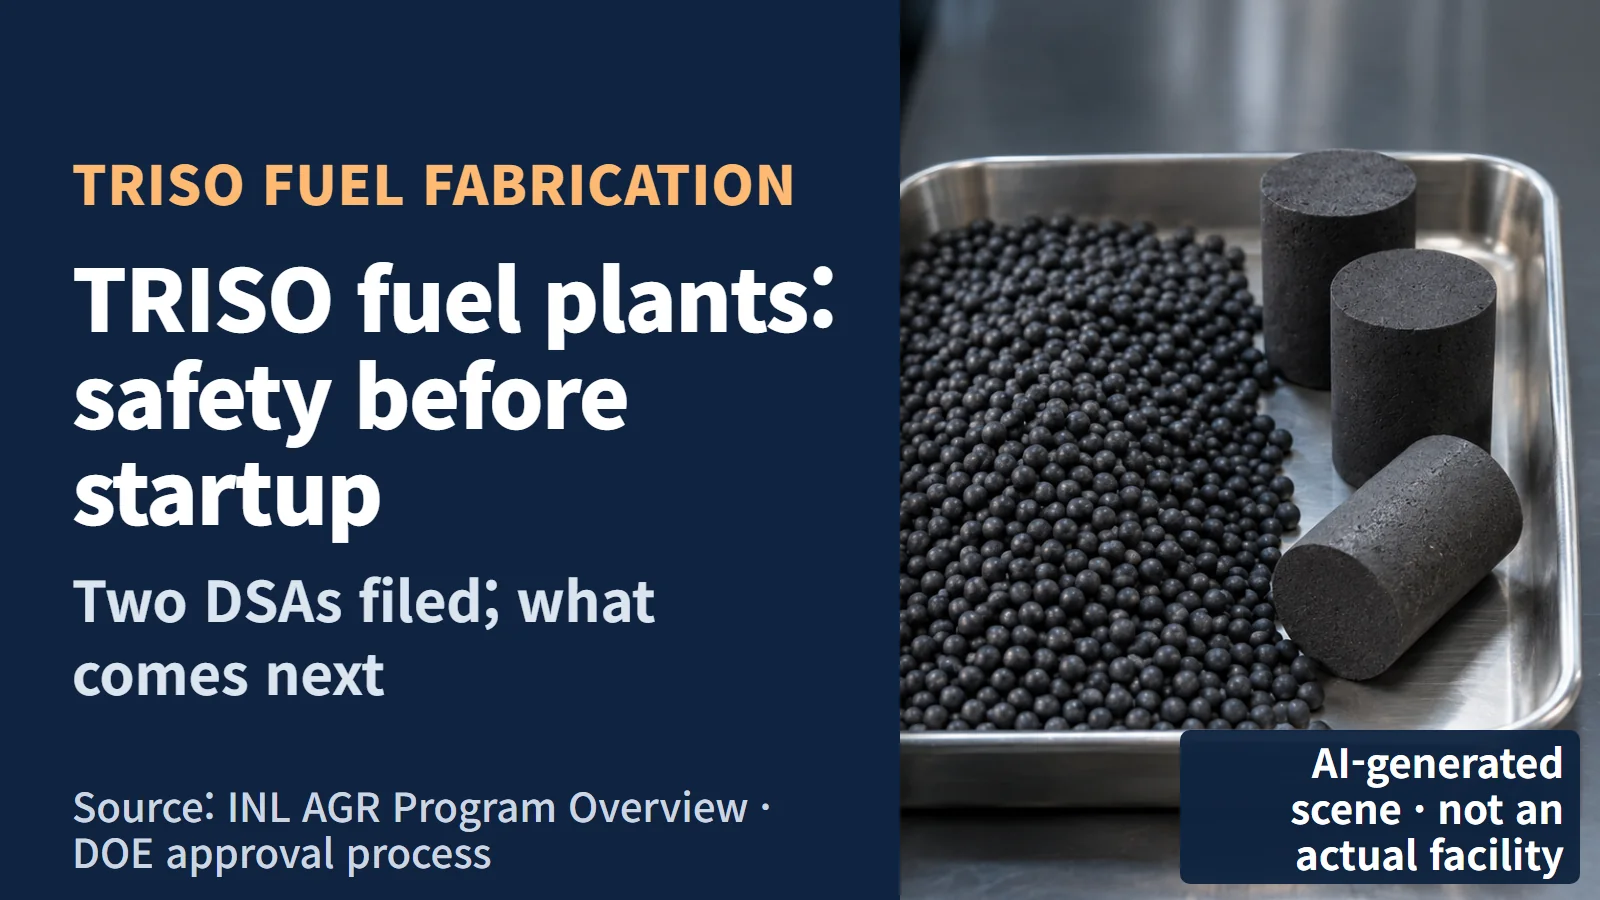 TRISO FUEL FABRICATION
TRISO fuel plants:
safety before
startup
Two DSAs filed; what
comes next
Source: INL AGR Program Overview ·
DOE approval process
AI-generated
scene · not an
actual facility